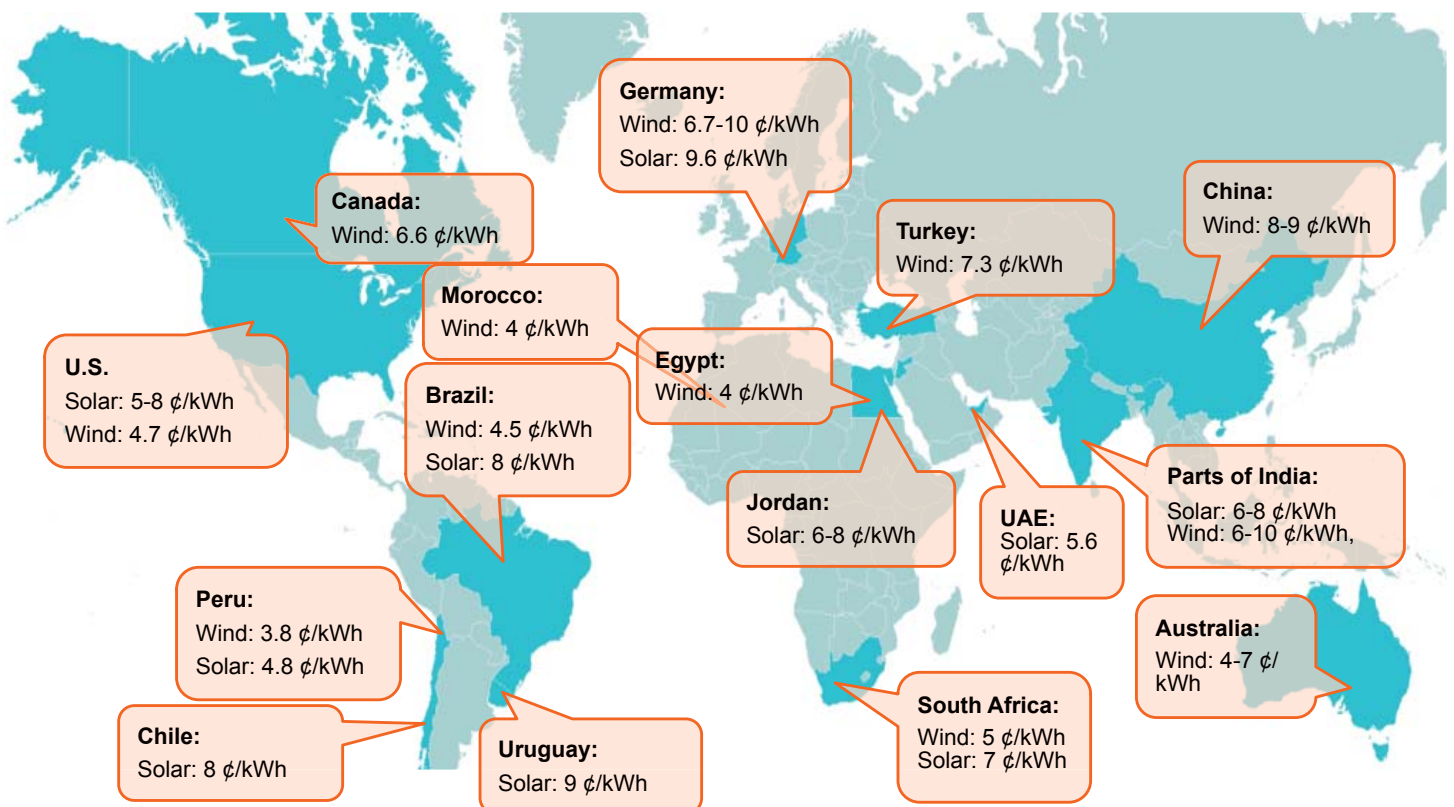 Germany:
Wind: 6.7-10 ¢/kWh
Solar: 9.6 ¢/kWh
Canada:
Wind: 6.6 ¢/kWh
China:
Wind: 8-9 ¢/kWh
Turkey:
Wind: 7.3 ¢/kWh
Morocco:
Wind: 4 ¢/kWh
U.S.
Solar: 5-8 ¢/kWh
Wind: 4.7 ¢/kWh
Egypt:
Wind: 4 ¢/kWh
Brazil:
Wind: 4.5 ¢/kWh
Solar: 8 ¢/kWh
Jordan:
Solar: 6-8 ¢/kWh
UAE:
Solar: 5.6
¢/kWh
Parts of India:
Solar: 6-8 ¢/kWh
Wind: 6-10 ¢/kWh,
Peru:
Wind: 3.8 ¢/kWh
Solar: 4.8 ¢/kWh
Australia:
Wind: 4-7 ¢/
kWh
South Africa:
Wind: 5 ¢/kWh
Solar: 7 ¢/kWh
Chile:
Solar: 8 ¢/kWh
Uruguay:
Solar: 9 ¢/kWh